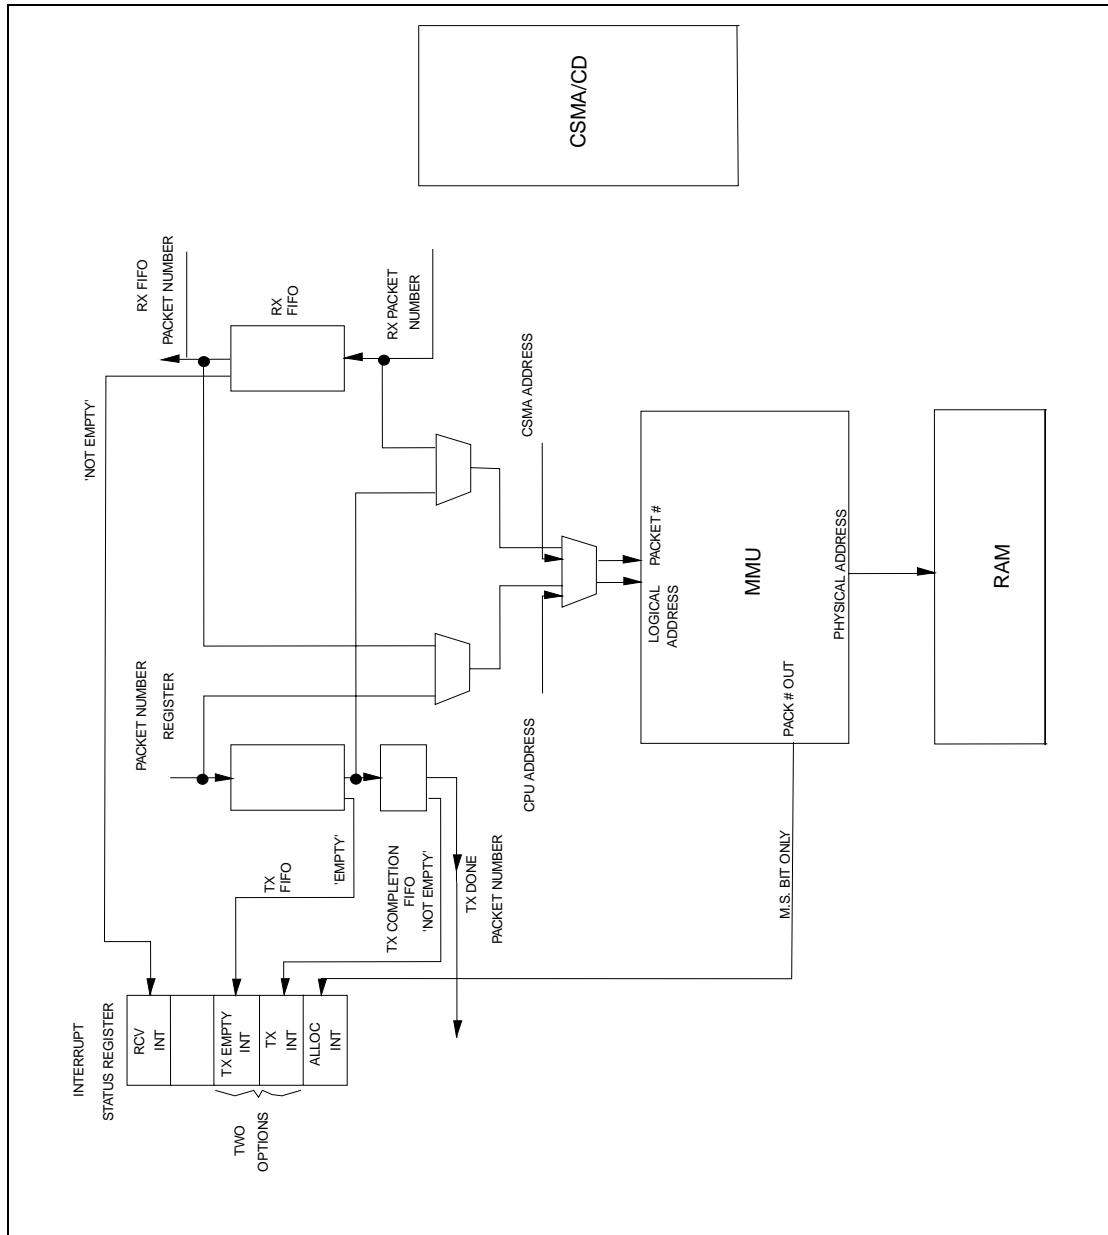 INTERRUPT
STATUS REGISTER
'NOT EMPTY'
RCV
INT
PACKET NUMBER
REGISTER
RX FIFO
PACKET NUMBER
TWO
OPTIONS
TX EMPTY
INT
TX
FIFO
RX
FIFO
TX
INT
ALLOC
INT
'EMPTY'
TX COMPLETION
FIFO
'NOT EMPTY'
RX PACKET
NUMBER
TX DONE
PACKET NUMBER
CPU ADDRESS
CSMA ADDRESS
CSMA/CD
LOGICAL
ADDRESS
PACKET #
MMU
M.S. BIT ONLY
PACK # OUT
PHYSICAL ADDRESS
RAM